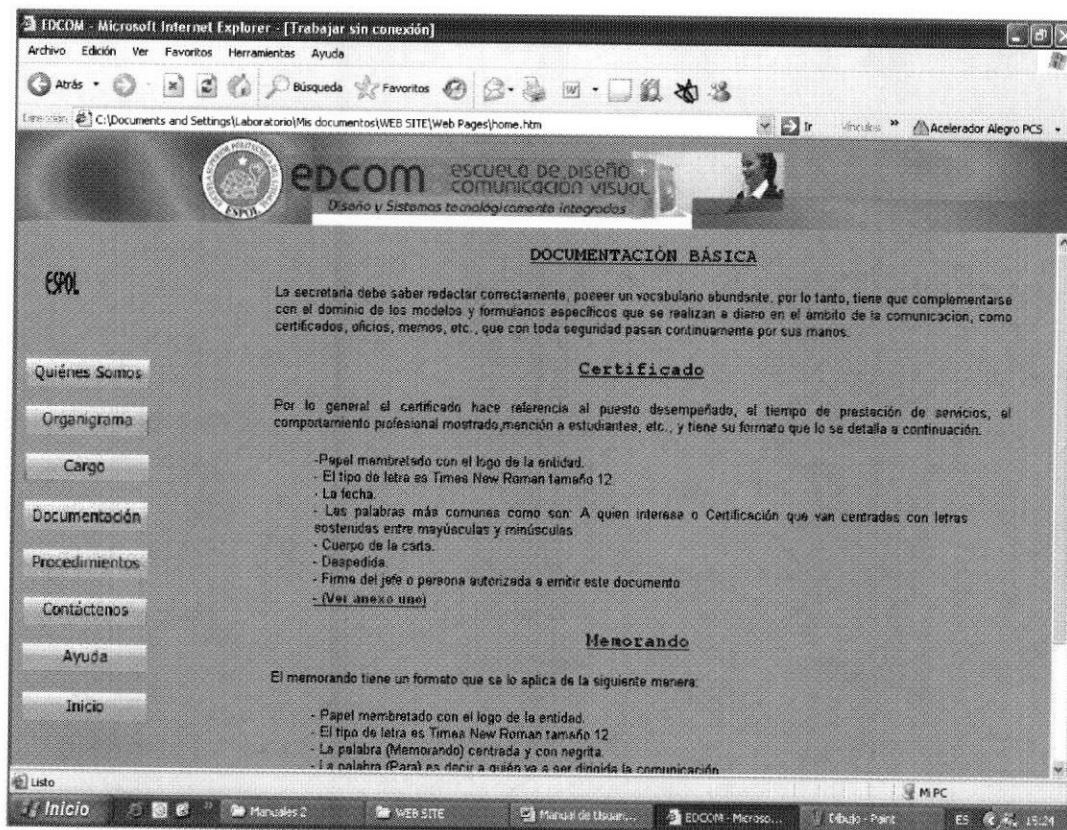 EDCOM - Microsoft Internet Explorer - [Trabajar sin conexión]
Archivo Edición Ver Favoritos Herramientas Ayuda
Atrás Búsqueda Favoritos
C:\Documents and Settings\Laboratorio\Mis documentos\WEB SITE\Web Pages\home.htm Ir Vínculos » Acelerador Alegro PCS
ESCUELA SUPERIOR POLITECNICA DEL LITORAL
ESPOL
eDcom
escuela de diseño +
comunicación visual
Diseño y Sistemas tecnológicamente integrados
ESPOL
Quiénes Somos
Organigrama
Cargo
Documentación
Procedimientos
Contáctenos
Ayuda
Inicio
DOCUMENTACIÓN BÁSICA
La secretaria debe saber redactar correctamente, poseer un vocabulario abundante, por lo tanto, tiene que complementarse
con el dominio de los modelos y formularios específicos que se realizan a diario en el ámbito de la comunicación, como
certificados, oficios, memos, etc., que con toda seguridad pasan continuamente por sus manos.
Certificado
Por lo general el certificado hace referencia al puesto desempeñado, el tiempo de prestación de servicios, el
comportamiento profesional mostrado,mención a estudiantes, etc., y tiene su formato que lo se detalla a continuación.
-Papel membretado con el logo de la entidad.
- El tipo de letra es Times New Roman tamaño 12
- La fecha.
- Las palabras más comunes como son: A quien interese o Certificación que van centradas con letras
sostenidas entre mayúsculas y minúsculas
- Cuerpo de la carta.
- Despedida.
- Firma del jefe o persona autorizada a emitir este documento
- (Ver anexo uno)
Memorando
El memorando tiene un formato que se lo aplica de la siguiente manera:
- Papel membretado con el logo de la entidad.
- El tipo de letra es Times New Roman tamaño 12
- La palabra (Memorando) centrada y con negrita.
- La palabra (Para) es decir a quién va a ser dirigida la comunicación
Listo Mi PC
Inicio » Manuales 2 WEB SITE Manual de Usuari... EDCOM - Microso... Dibujo - Paint ES 15:24